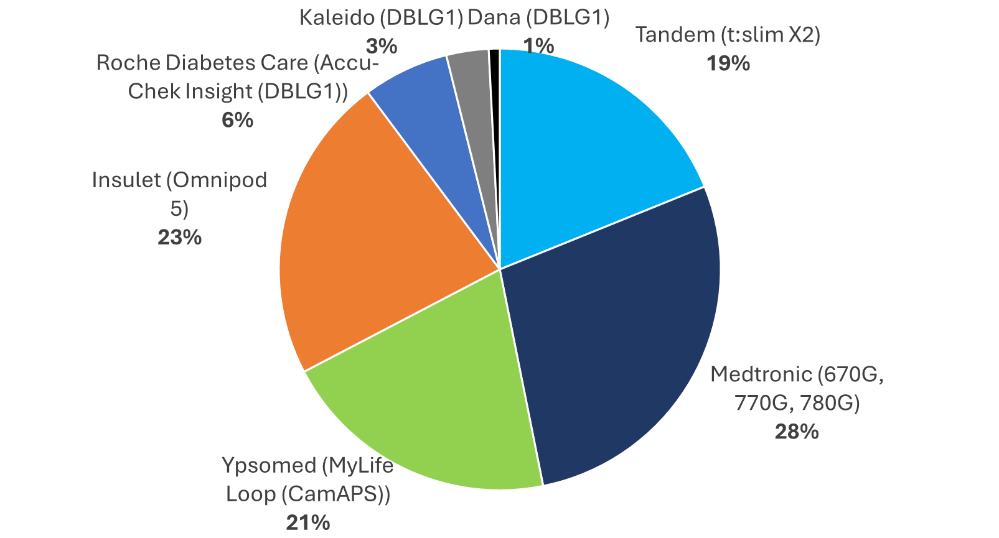 Kaleido (DBLG1)
3%
Dana (DBLG1)
1%
Tandem (t:slim X2)
19%
Roche Diabetes Care (Accu-
Chek Insight (DBLG1))
6%
Insulet (Omnipod
5)
23%
Medtronic (670G,
770G, 780G)
28%
Ypsomed (MyLife
Loop (CamAPS))
21%